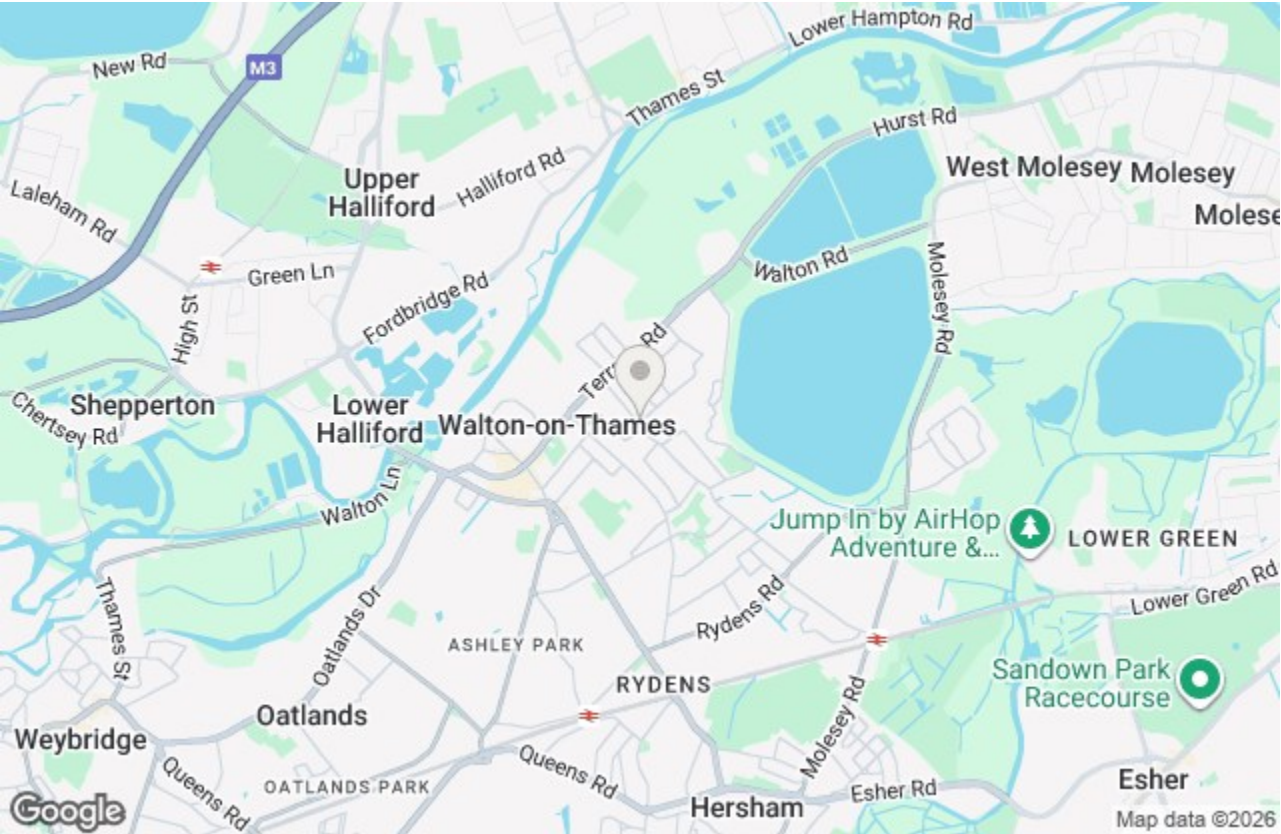 Lower Hampton Rd
New Rd
M3
Thames St
Hurst Rd
West Molesey
Molesey
Upper
Halliford
Halliford Rd
Laleham Rd
Molese
Green Ln
Walton Rd
Molesey Rd
Fordbridge Rd
High St
Rd
Shepperton
Chertsey Rd
Lower
Halliford
Walton-on-Thames
Walton Ln
Jump In by AirHop
Adventure &...
LOWER GREEN
Thames St
Oatlands Dr
Rydens Rd
Lower Green Rd
ASHLEY PARK
RYDENS
Sandown Park
Racecourse
Oatlands
Molesey Rd
Weybridge
Queens Rd
Queens Rd
OATLANDS PARK
Esher Rd
Esher
Hersham
Google
Map data ©2026